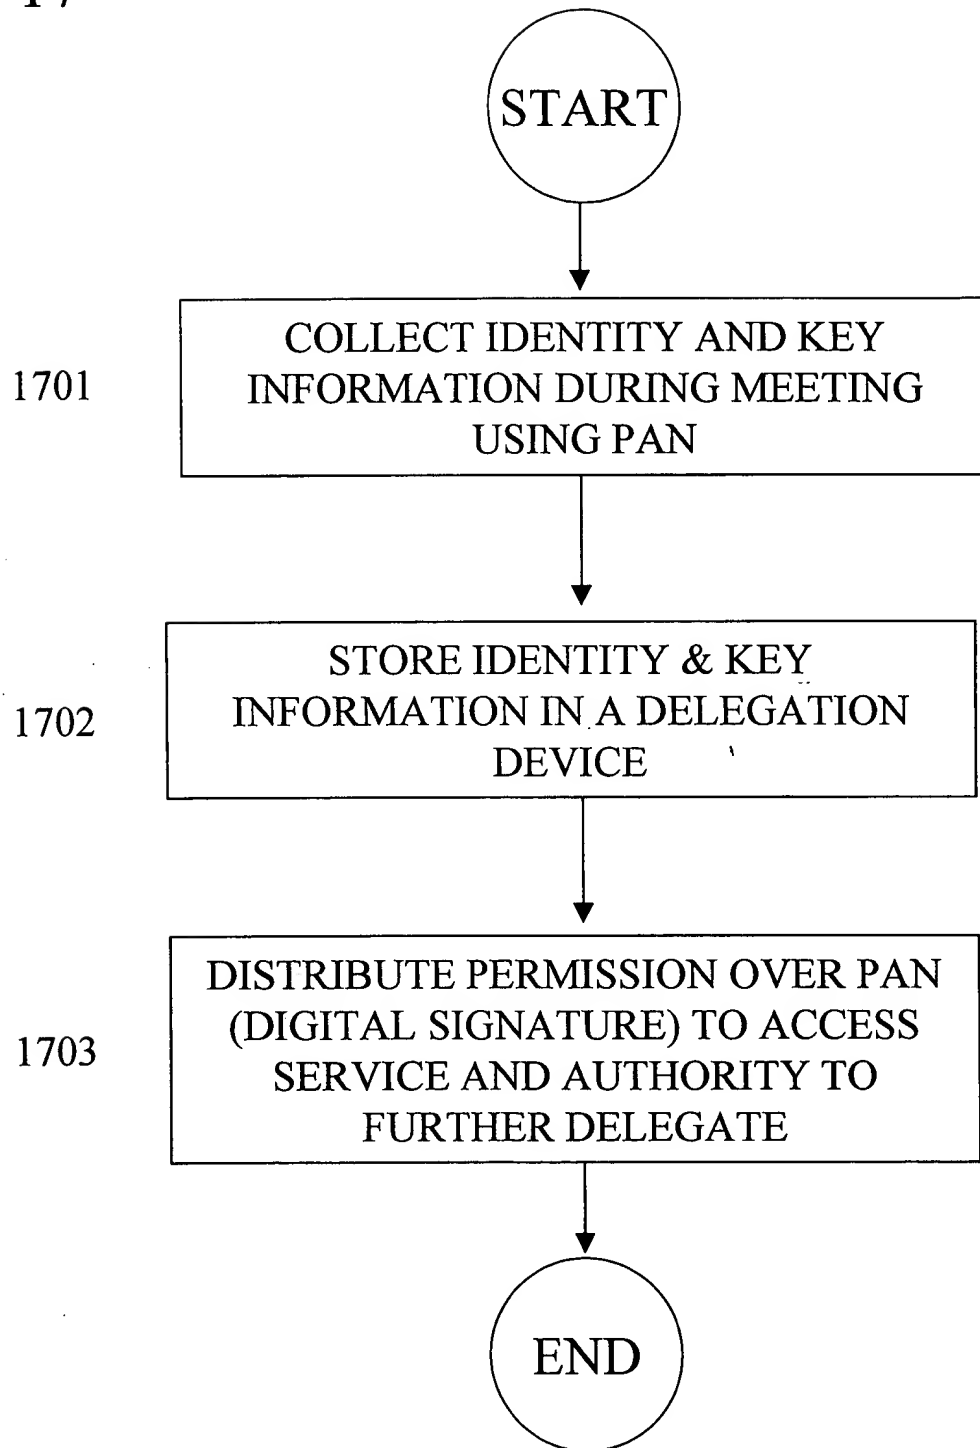 17
START
1701
COLLECT IDENTITY AND KEY
INFORMATION DURING MEETING
USING PAN
1702
STORE IDENTITY & KEY
INFORMATION IN A DELEGATION
DEVICE
1703
DISTRIBUTE PERMISSION OVER PAN
(DIGITAL SIGNATURE) TO ACCESS
SERVICE AND AUTHORITY TO
FURTHER DELEGATE
END